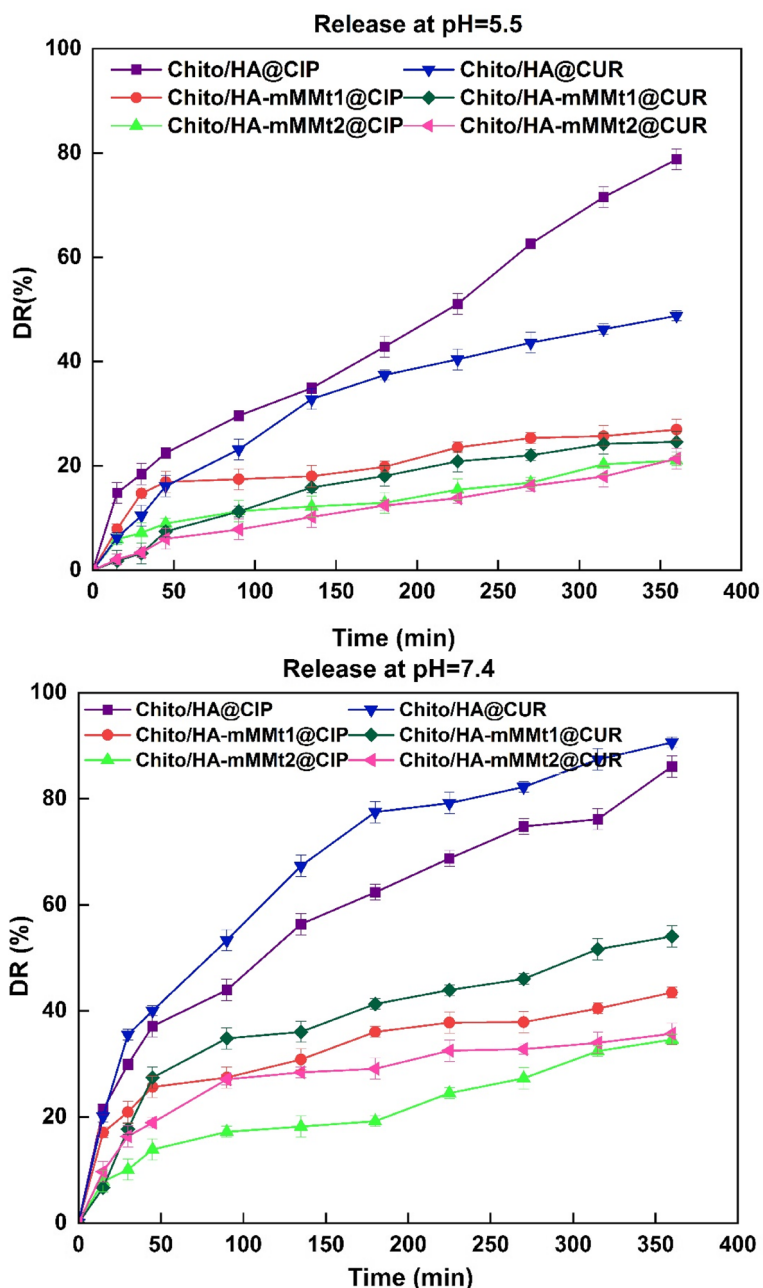 Release at pH=5.5
100
Chito/HA@CIP Chito/HA@CUR
Chito/HA-mMMt1@CIP Chito/HA-mMMt1@CUR
Chito/HA-mMMt2@CIP Chito/HA-mMMt2@CUR
80
60
DR(%)
40
20
0
0 50 100 150 200 250 300 350 400
Time (min)
Release at pH=7.4
100
Chito/HA@CIP Chito/HA@CUR
Chito/HA-mMMt1@CIP Chito/HA-mMMt1@CUR
Chito/HA-mMMt2@CIP Chito/HA-mMMt2@CUR
80
60
DR (%)
40
20
0
0 50 100 150 200 250 300 350 400
Time (min)